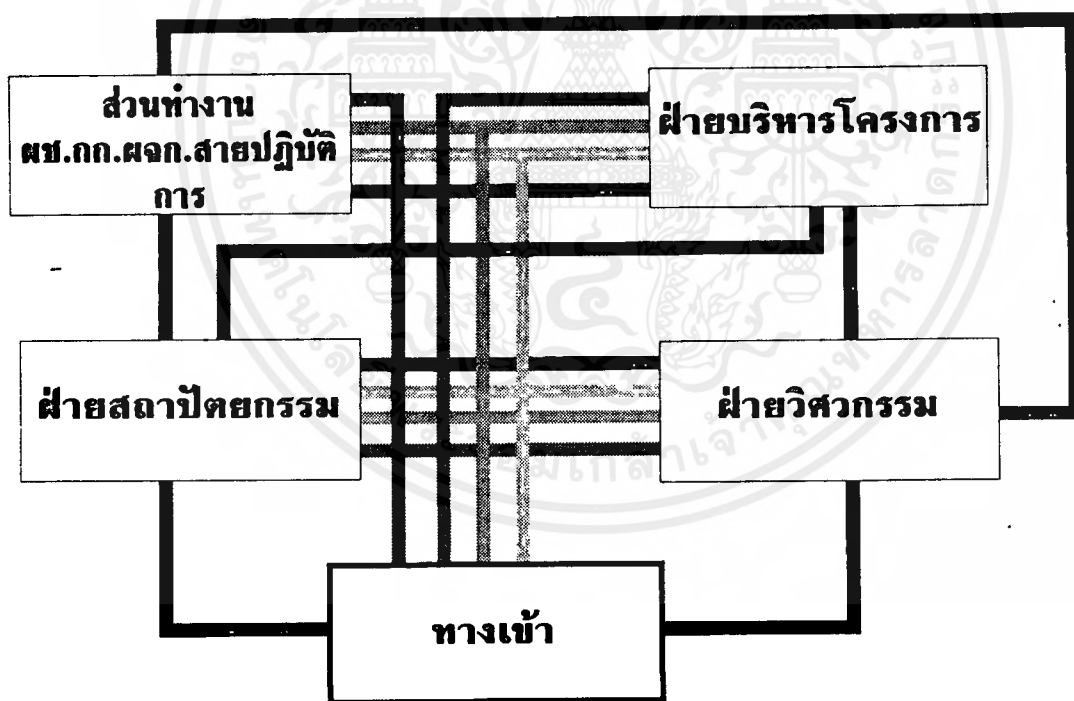 ส่วนทำงาน
ผช.กก.ผจก.สายปฏิบัติ
การ
ฝ่ายบริหารโครงการ
ฝ่ายสถาปัตยกรรม
ฝ่ายวิศวกรรม
ทางเข้า